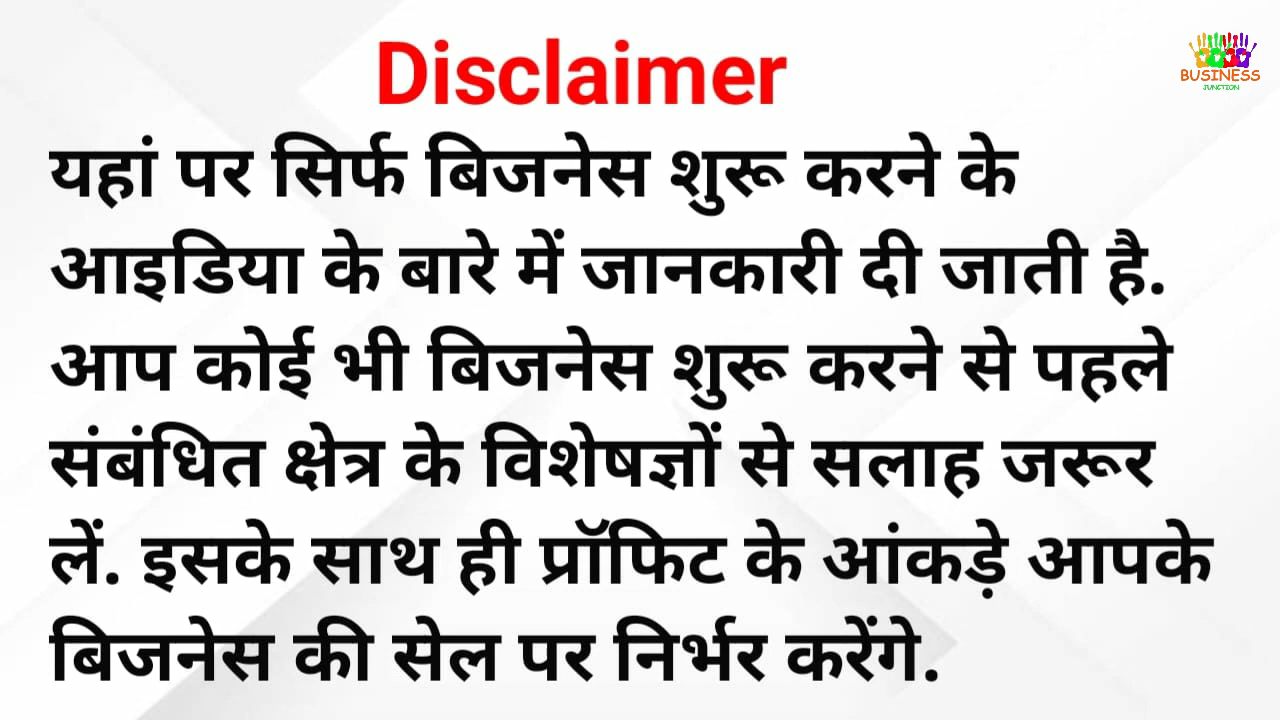 Disclaimer
BUSINESS
JUNCTION
यहां पर सिर्फ बिजनेस शुरू करने के
आइडिया के बारे में जानकारी दी जाती है.
आप कोई भी बिजनेस शुरू करने से पहले
संबंधित क्षेत्र के विशेषज्ञों से सलाह जरूर
लें. इसके साथ ही प्रॉफिट के आंकड़े आपके
बिजनेस की सेल पर निर्भर करेंगे.